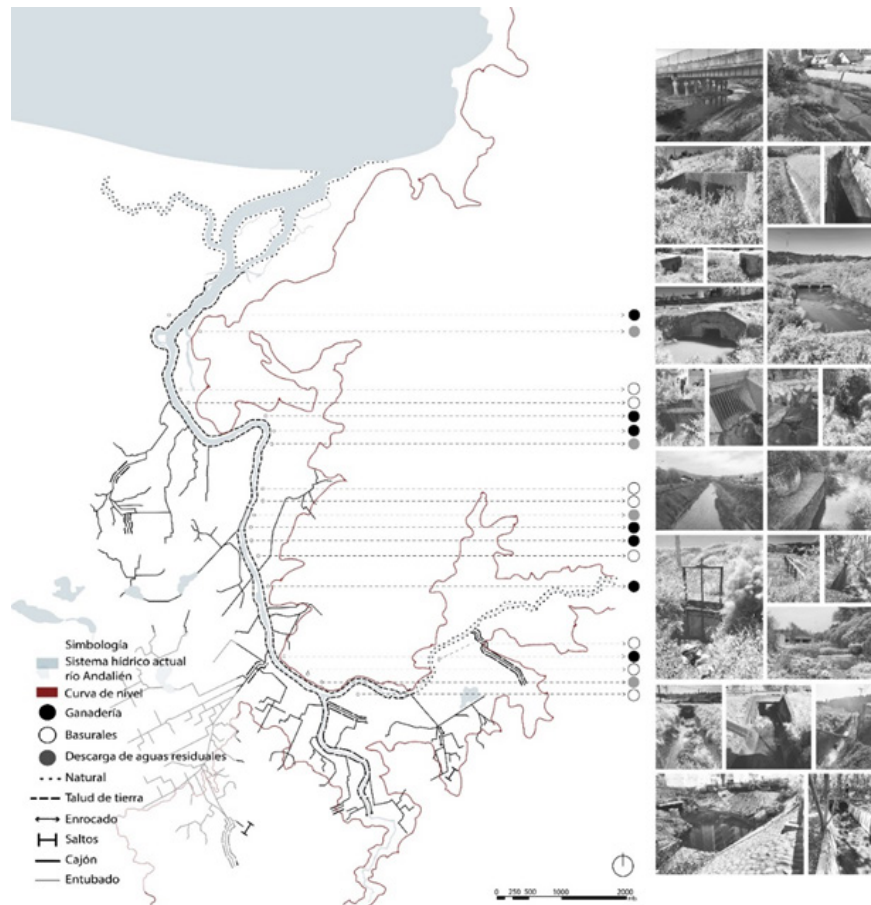 Simbología
Sistema hídrico actual
río Andalién
Curva de nivel
Ganadería
Basurales
Descarga de aguas residuales
Natural
Talud de tierra
Enrocado
Saltos
Cajón
Entubado
0 250 500 1000 2000